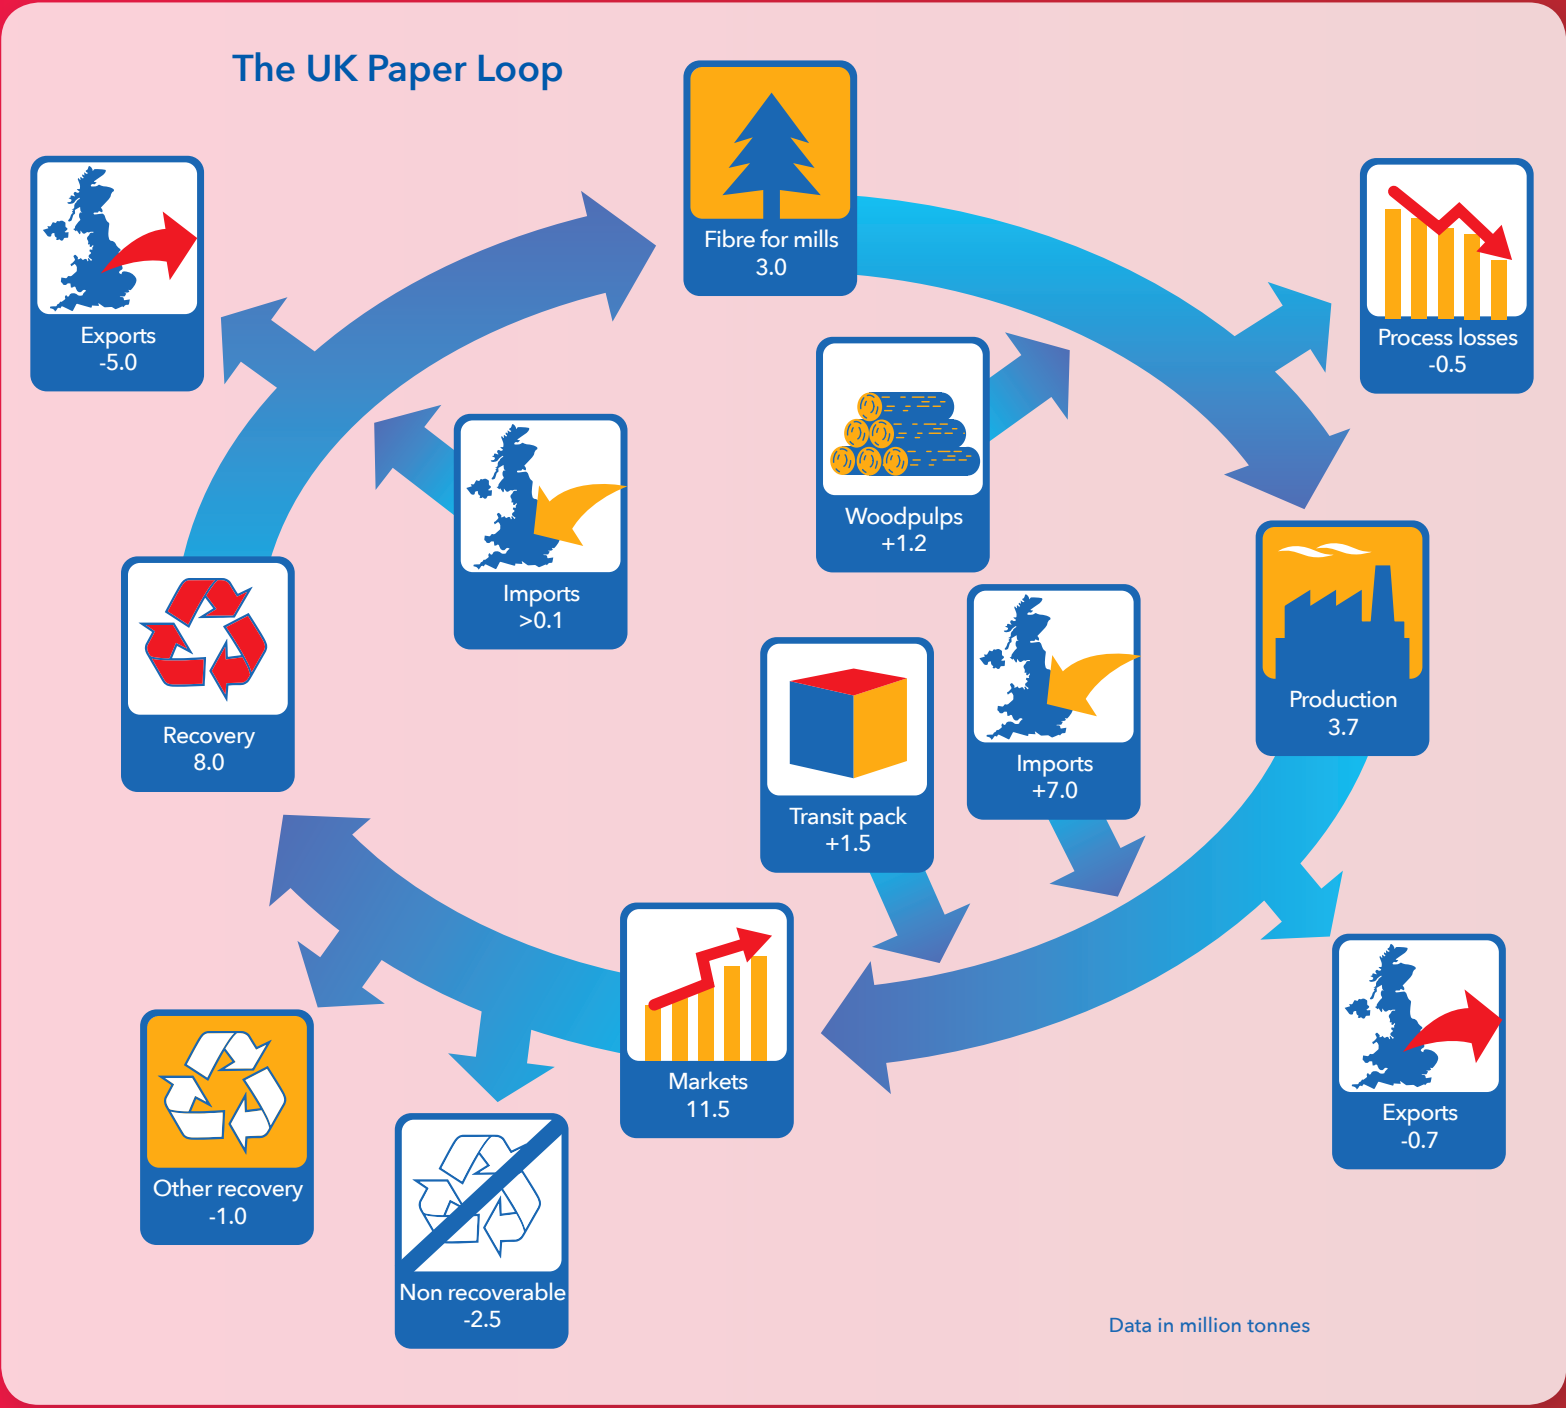 The UK Paper Loop
Fibre for mills
3.0
Exports
-5.0
Process losses
-0.5
Woodpulps
+1.2
Imports
>0.1
Production
3.7
Recovery
8.0
Imports
+7.0
Transit pack
+1.5
Markets
11.5
Exports
-0.7
Other recovery
-1.0
Non recoverable
-2.5
Data in million tonnes